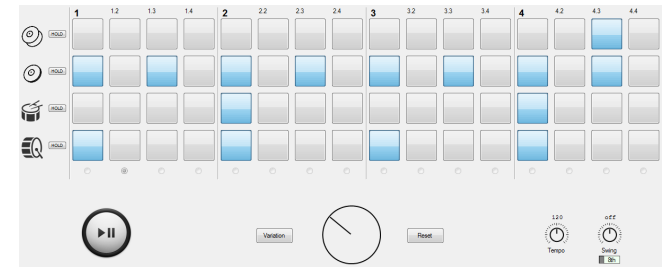 1 1.2 1.3 1.4 2 2.2 2.3 2.4 3 3.2 3.3 3.4 4 4.2 4.3 4.4
HOLD
HOLD
HOLD
HOLD
120 off
Variation Reset
Tempo Swing
8th